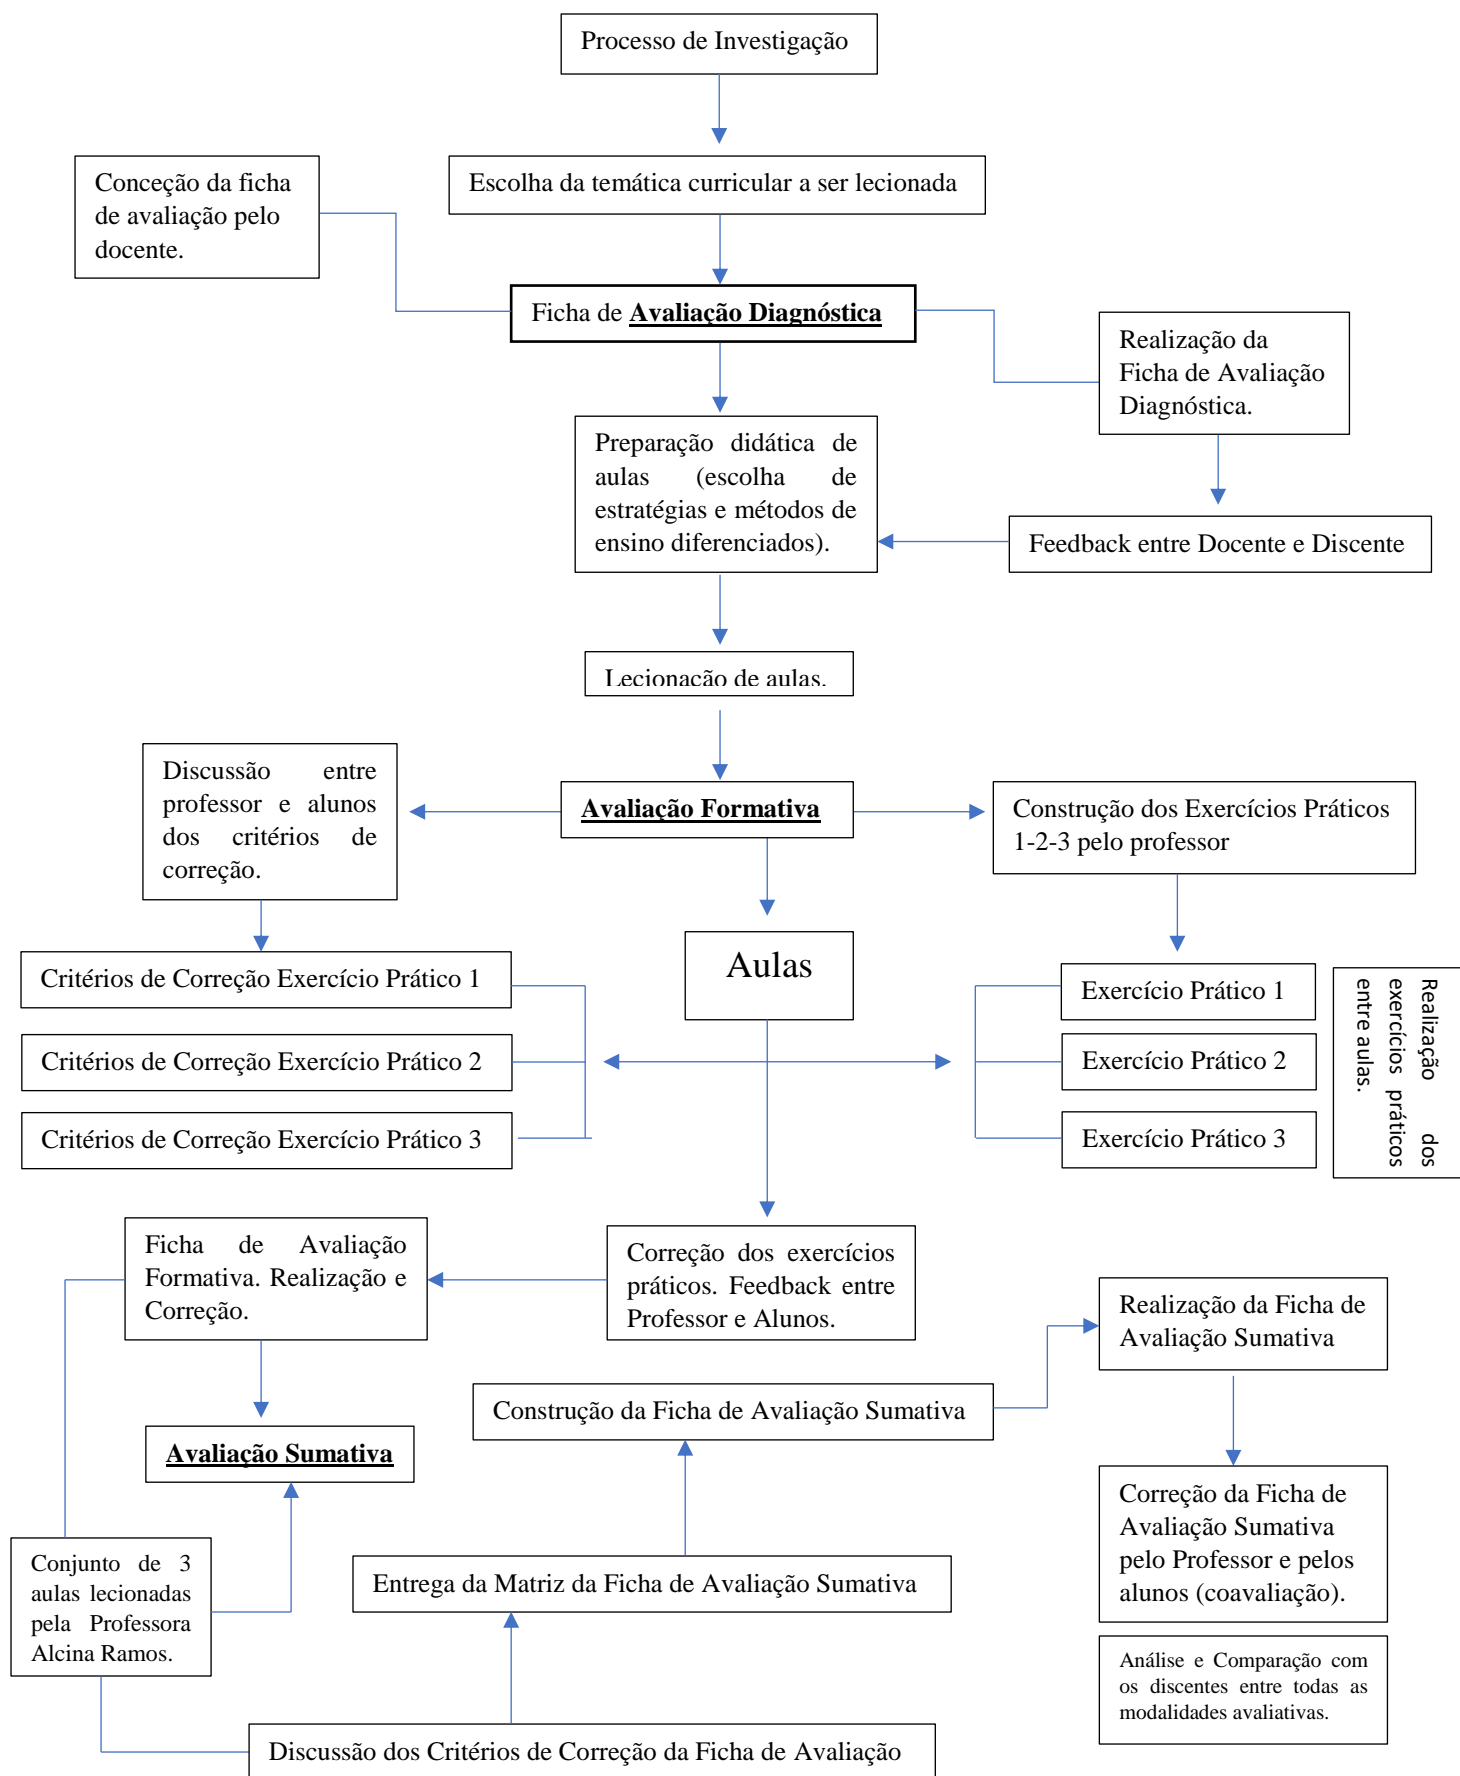 Processo de Investigação
Escolha da temática curricular a ser lecionada
Conceção da ficha
de avaliação pelo
docente.
Ficha de Avaliação Diagnóstica
Realização da
Ficha de Avaliação
Diagnóstica.
Preparação didática de
aulas (escolha de
estratégias e métodos de
ensino diferenciados).
Feedback entre Docente e Discente
Lecionação de aulas.
Discussão entre
professor e alunos
dos critérios de
correção.
Avaliação Formativa
Construção dos Exercícios Práticos
1-2-3 pelo professor
Aulas
Critérios de Correção Exercício Prático 1
Critérios de Correção Exercício Prático 2
Critérios de Correção Exercício Prático 3
Exercício Prático 1
Exercício Prático 2
Exercício Prático 3
Realização dos
exercícios práticos
entre aulas.
Ficha de Avaliação
Formativa. Realização e
Correção.
Correção dos exercícios
práticos. Feedback entre
Professor e Alunos.
Realização da Ficha de
Avaliação Sumativa
Construção da Ficha de Avaliação Sumativa
Avaliação Sumativa
Correção da Ficha de
Avaliação Sumativa
pelo Professor e pelos
alunos (coavaliação).
Conjunto de 3
aulas lecionadas
pela Professora
Alcina Ramos.
Entrega da Matriz da Ficha de Avaliação Sumativa
Análise e Comparação com
os discentes entre todas as
modalidades avaliativas.
Discussão dos Critérios de Correção da Ficha de Avaliação